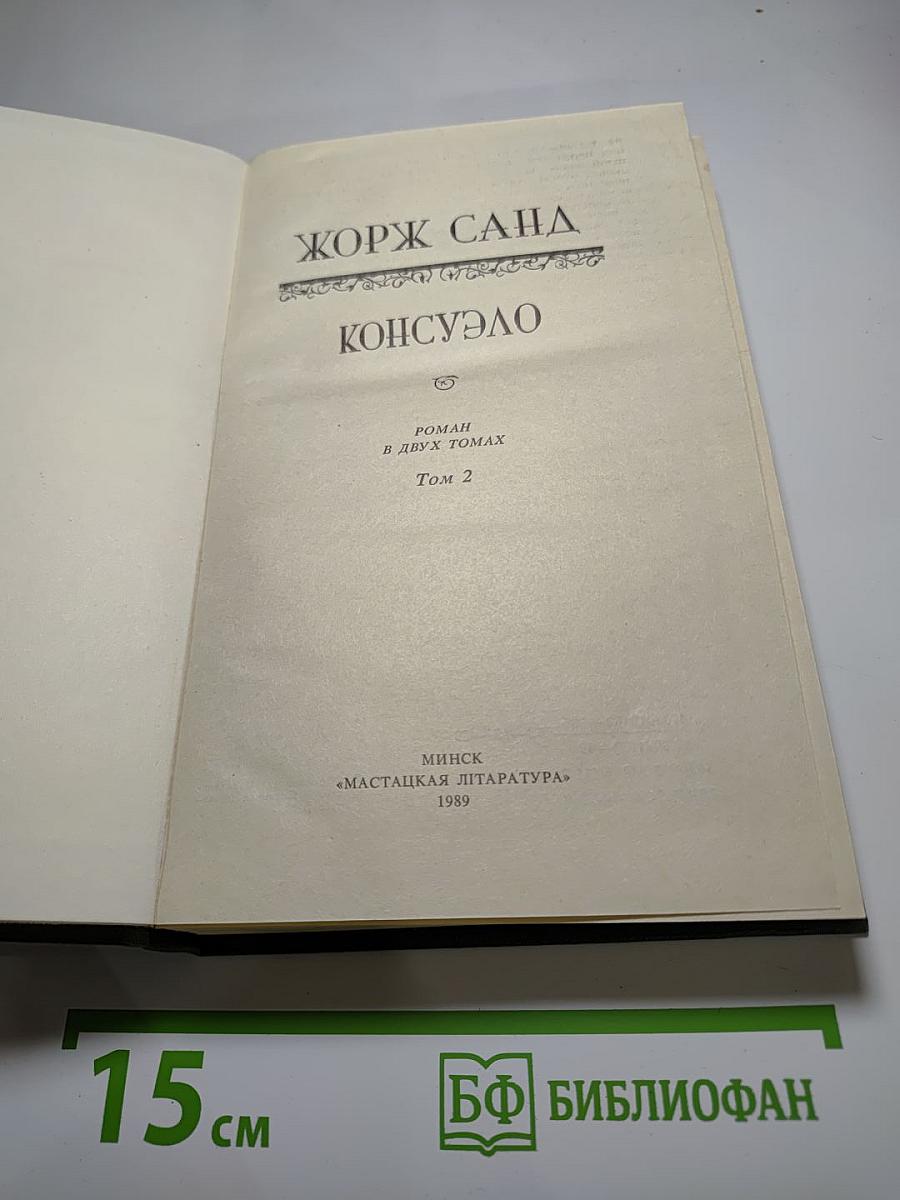 ЖОРЖ САНД
КОНСУЭЛО
РОМАН
В ДВУХ ТОМАХ
Том 2
МИНСК
«МАСТАЦКАЯ ЛІТАРАТУРА»
1989
15 см
БФ БИБЛИОФАН